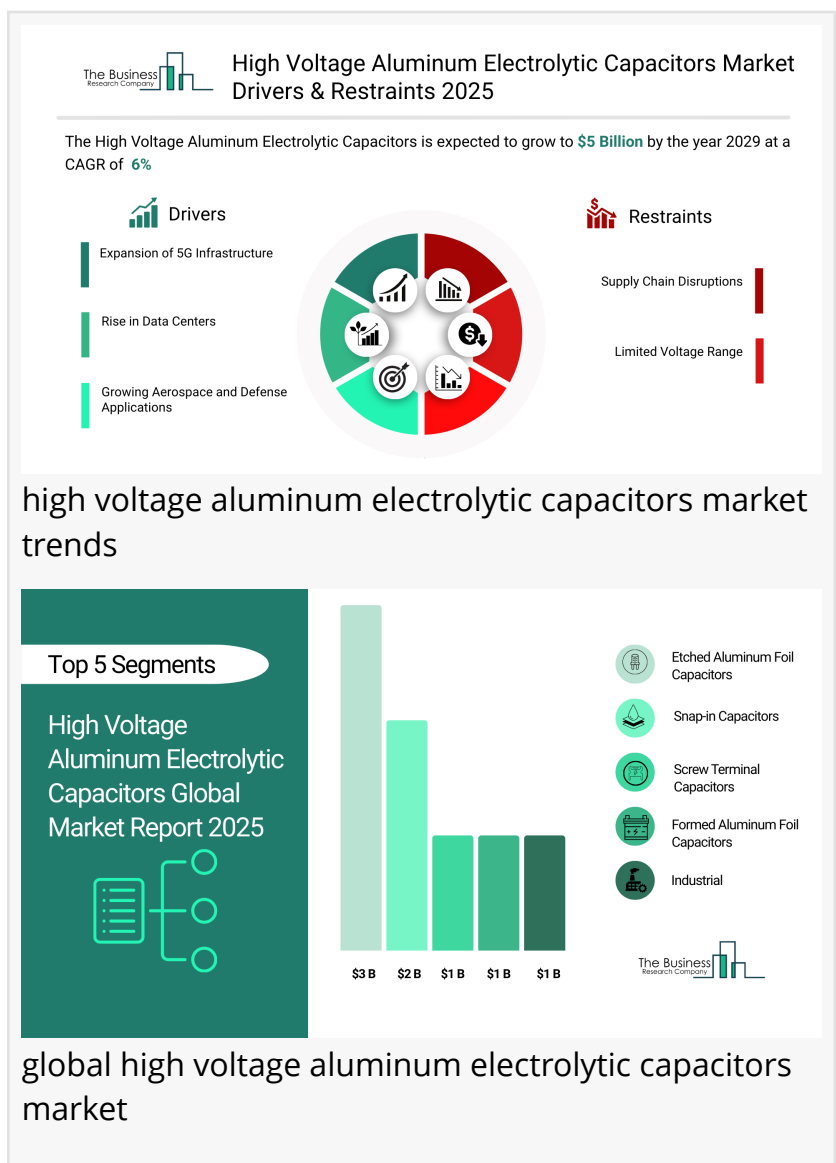 The Business
Research Company
High Voltage Aluminum Electrolytic Capacitors Market
Drivers & Restraints 2025
The High Voltage Aluminum Electrolytic Capacitors is expected to grow to $5 Billion by the year 2029 at a
CAGR of 6%
Drivers
Expansion of 5G Infrastructure
Rise in Data Centers
Growing Aerospace and Defense
Applications
$
Restraints
Supply Chain Disruptions
Limited Voltage Range
$
high voltage aluminum electrolytic capacitors market
trends
Top 5 Segments
High Voltage
Aluminum Electrolytic
Capacitors Global
Market Report 2025
$3 B
$2 B
$1 B
$1 B
$1 B
Etched Aluminum Foil
Capacitors
Snap-in Capacitors
Screw Terminal
Capacitors
Formed Aluminum Foil
Capacitors
Industrial
The Business
Research Company
global high voltage aluminum electrolytic capacitors
market